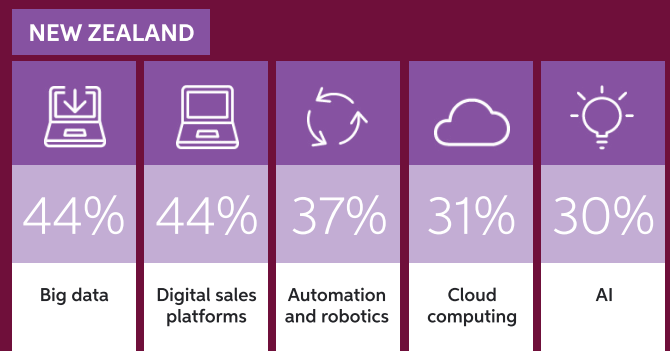 NEW ZEALAND
44% 44% 37% 31% 30%
Big data
Digital sales
platforms
Automation
and robotics
Cloud
computing
AI